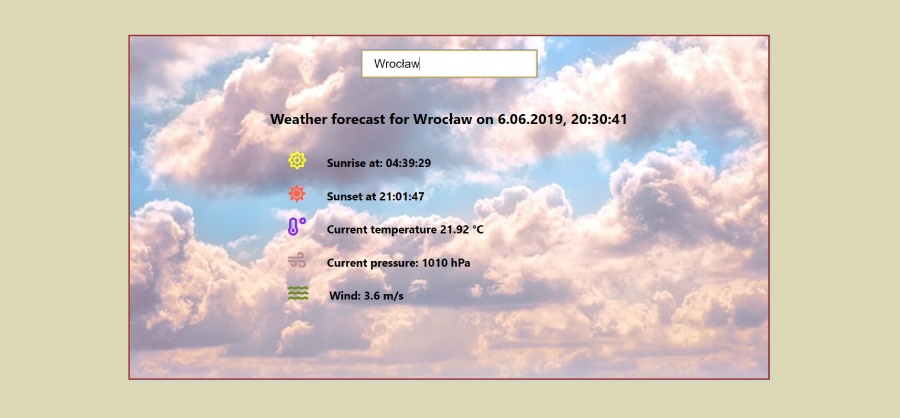 Wrocław
Weather forecast for Wrocław on 6.06.2019, 20:30:41
Sunrise at: 04:39:29
Sunset at 21:01:47
Current temperature 21.92 °C
Current pressure: 1010 hPa
Wind: 3.6 m/s